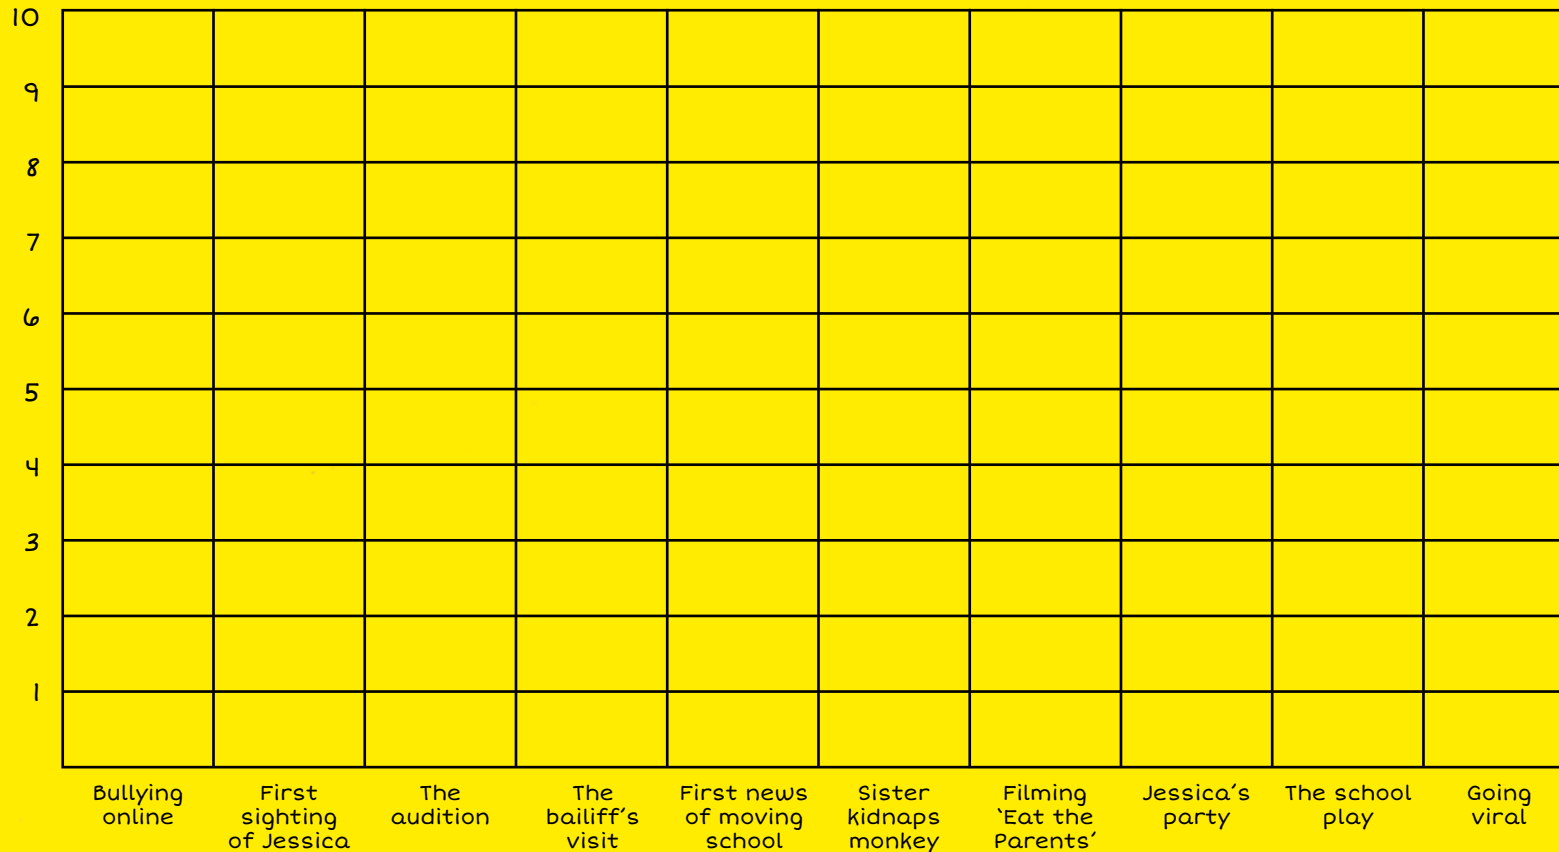 10
9
8
7
6
5
4
3
2
1
Bullying
online
First
sighting
of Jessica
The
audition
The
bailiff's
visit
First news
of moving
school
Sister
kidnaps
monkey
Filming
'Eat the
Parents'
Jessica's
party
The school
play
Going
viral